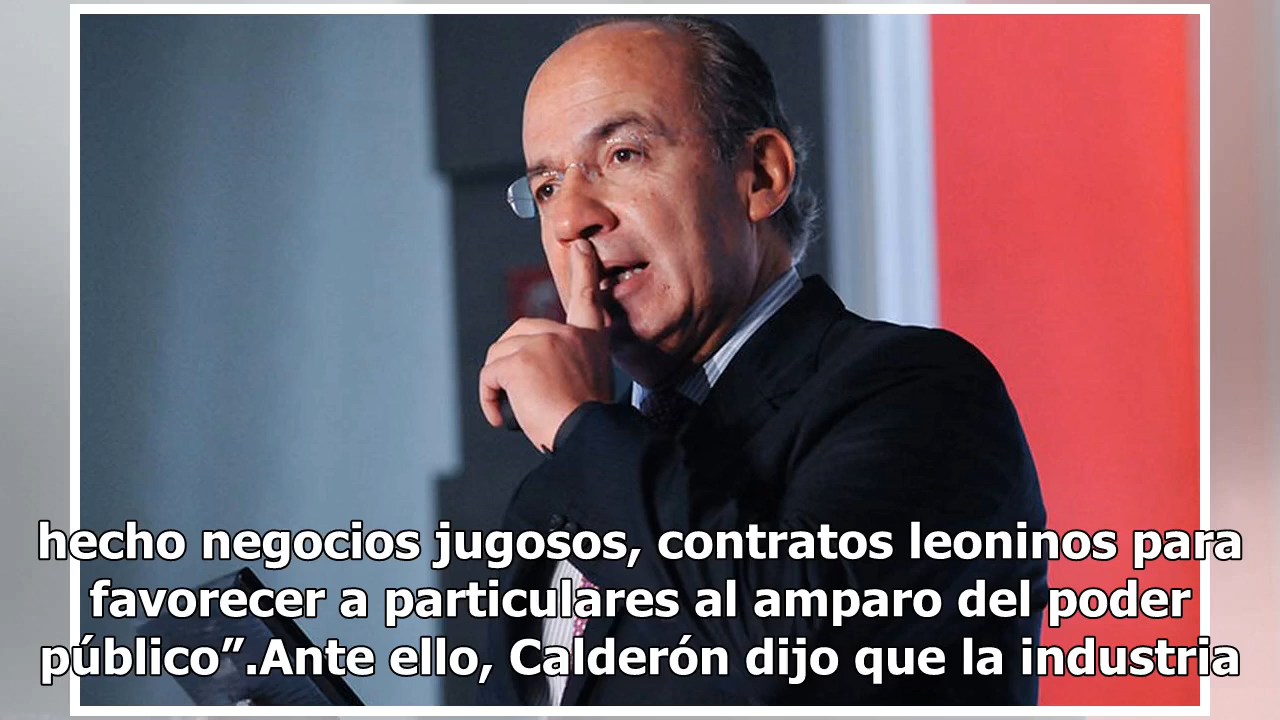 hecho negocios jugosos, contratos leoninos para
favorecer a particulares al amparo del poder
público”.Ante ello, Calderón dijo que la industria